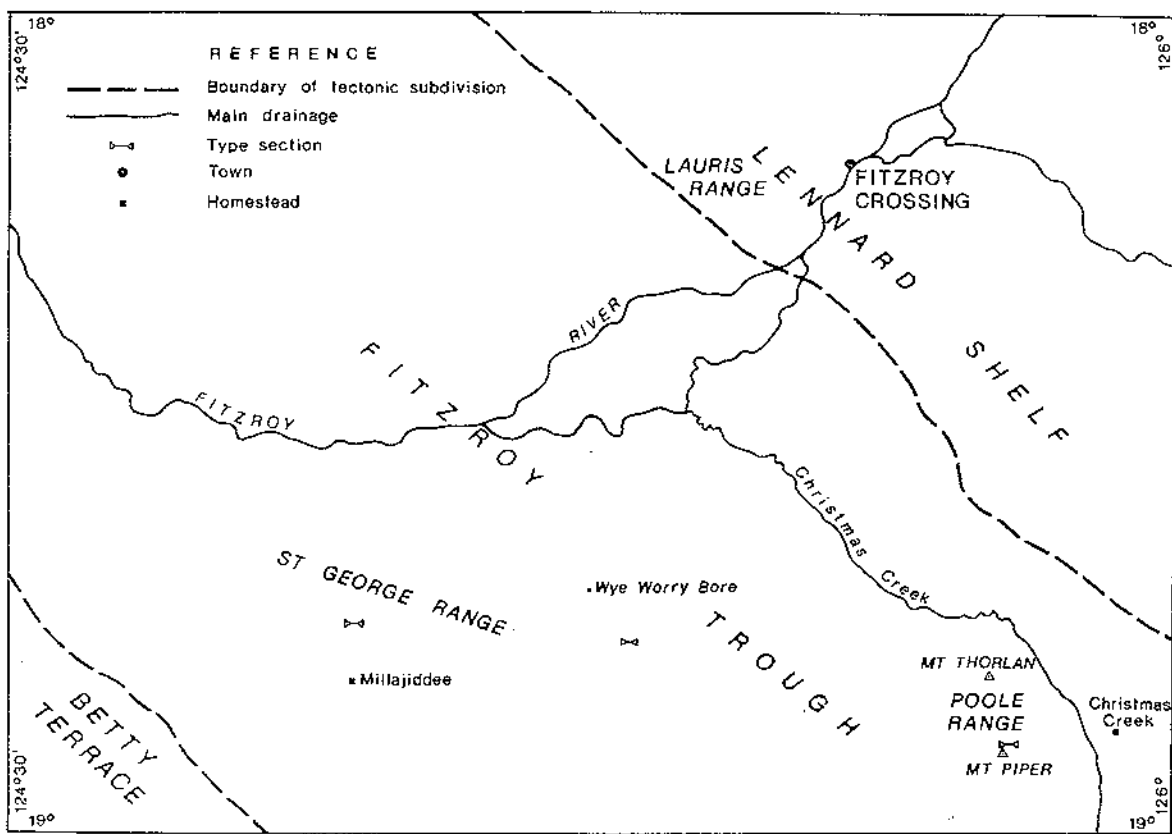 18°
18°
124°30'
126°
REFERENCE
Boundary of tectonic subdivision
Main drainage
Type section
Town
Homestead
LAURIS
RANGE
LENNARD SHELF
FITZROY
CROSSING
RIVER
FITZROY
FITZROY TROUGH
Christmas Creek
ST GEORGE RANGE
Wye Worry Bore
Millajiddee
MT THORLAN
POOLE
RANGE
Christmas
Creek
MT PIPER
BETTY
TERRACE
124°30'
126°
19°
19°